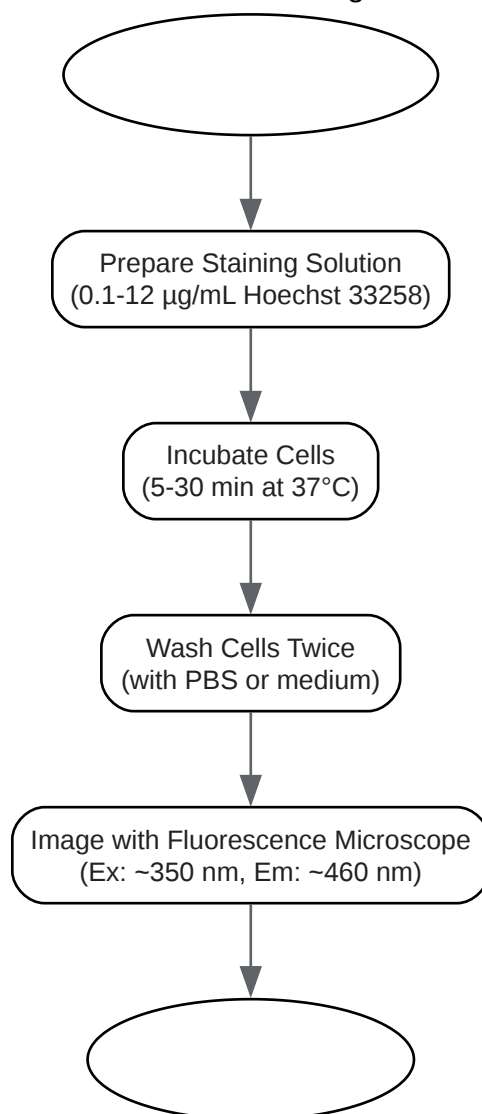 Prepare Staining Solution
(0.1-12 µg/mL Hoechst 33258)
Incubate Cells
(5-30 min at 37°C)
Wash Cells Twice
(with PBS or medium)
Image with Fluorescence Microscope
(Ex: ~350 nm, Em: ~460 nm)